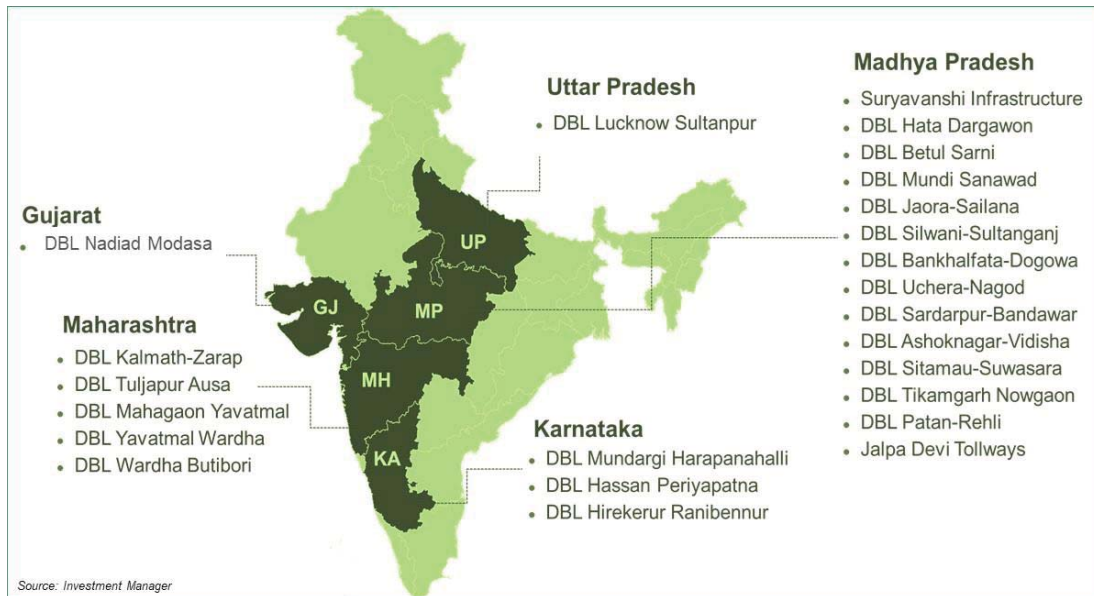 Madhya Pradesh
• Suryavanshi Infrastructure
• DBL Hata Dargawon
• DBL Betul Sarni
• DBL Mundi Sanawad
• DBL Jaora-Sailana
• DBL Silwani-Sultanganj
• DBL Bankhalfata-Dogowa
• DBL Uchera-Nagod
• DBL Sardarpur-Bandawar
• DBL Ashoknagar-Vidisha
• DBL Sitamau-Suwasara
• DBL Tikamgarh Nowgaon
• DBL Patan-Rehli
• Jalpa Devi Tollways
Uttar Pradesh
• DBL Lucknow Sultanpur
Gujarat
• DBL Nadiad Modasa
Maharashtra
• DBL Kalmath-Zarap
• DBL Tuljapur Ausa
• DBL Mahagaon Yavatmal
• DBL Yavatmal Wardha
• DBL Wardha Butibori
Karnataka
• DBL Mundargi Harapanahalli
• DBL Hassan Periyapatna
• DBL Hirekerur Ranibennur
UP
GJ
MP
MH
KA
Source: Investment Manager